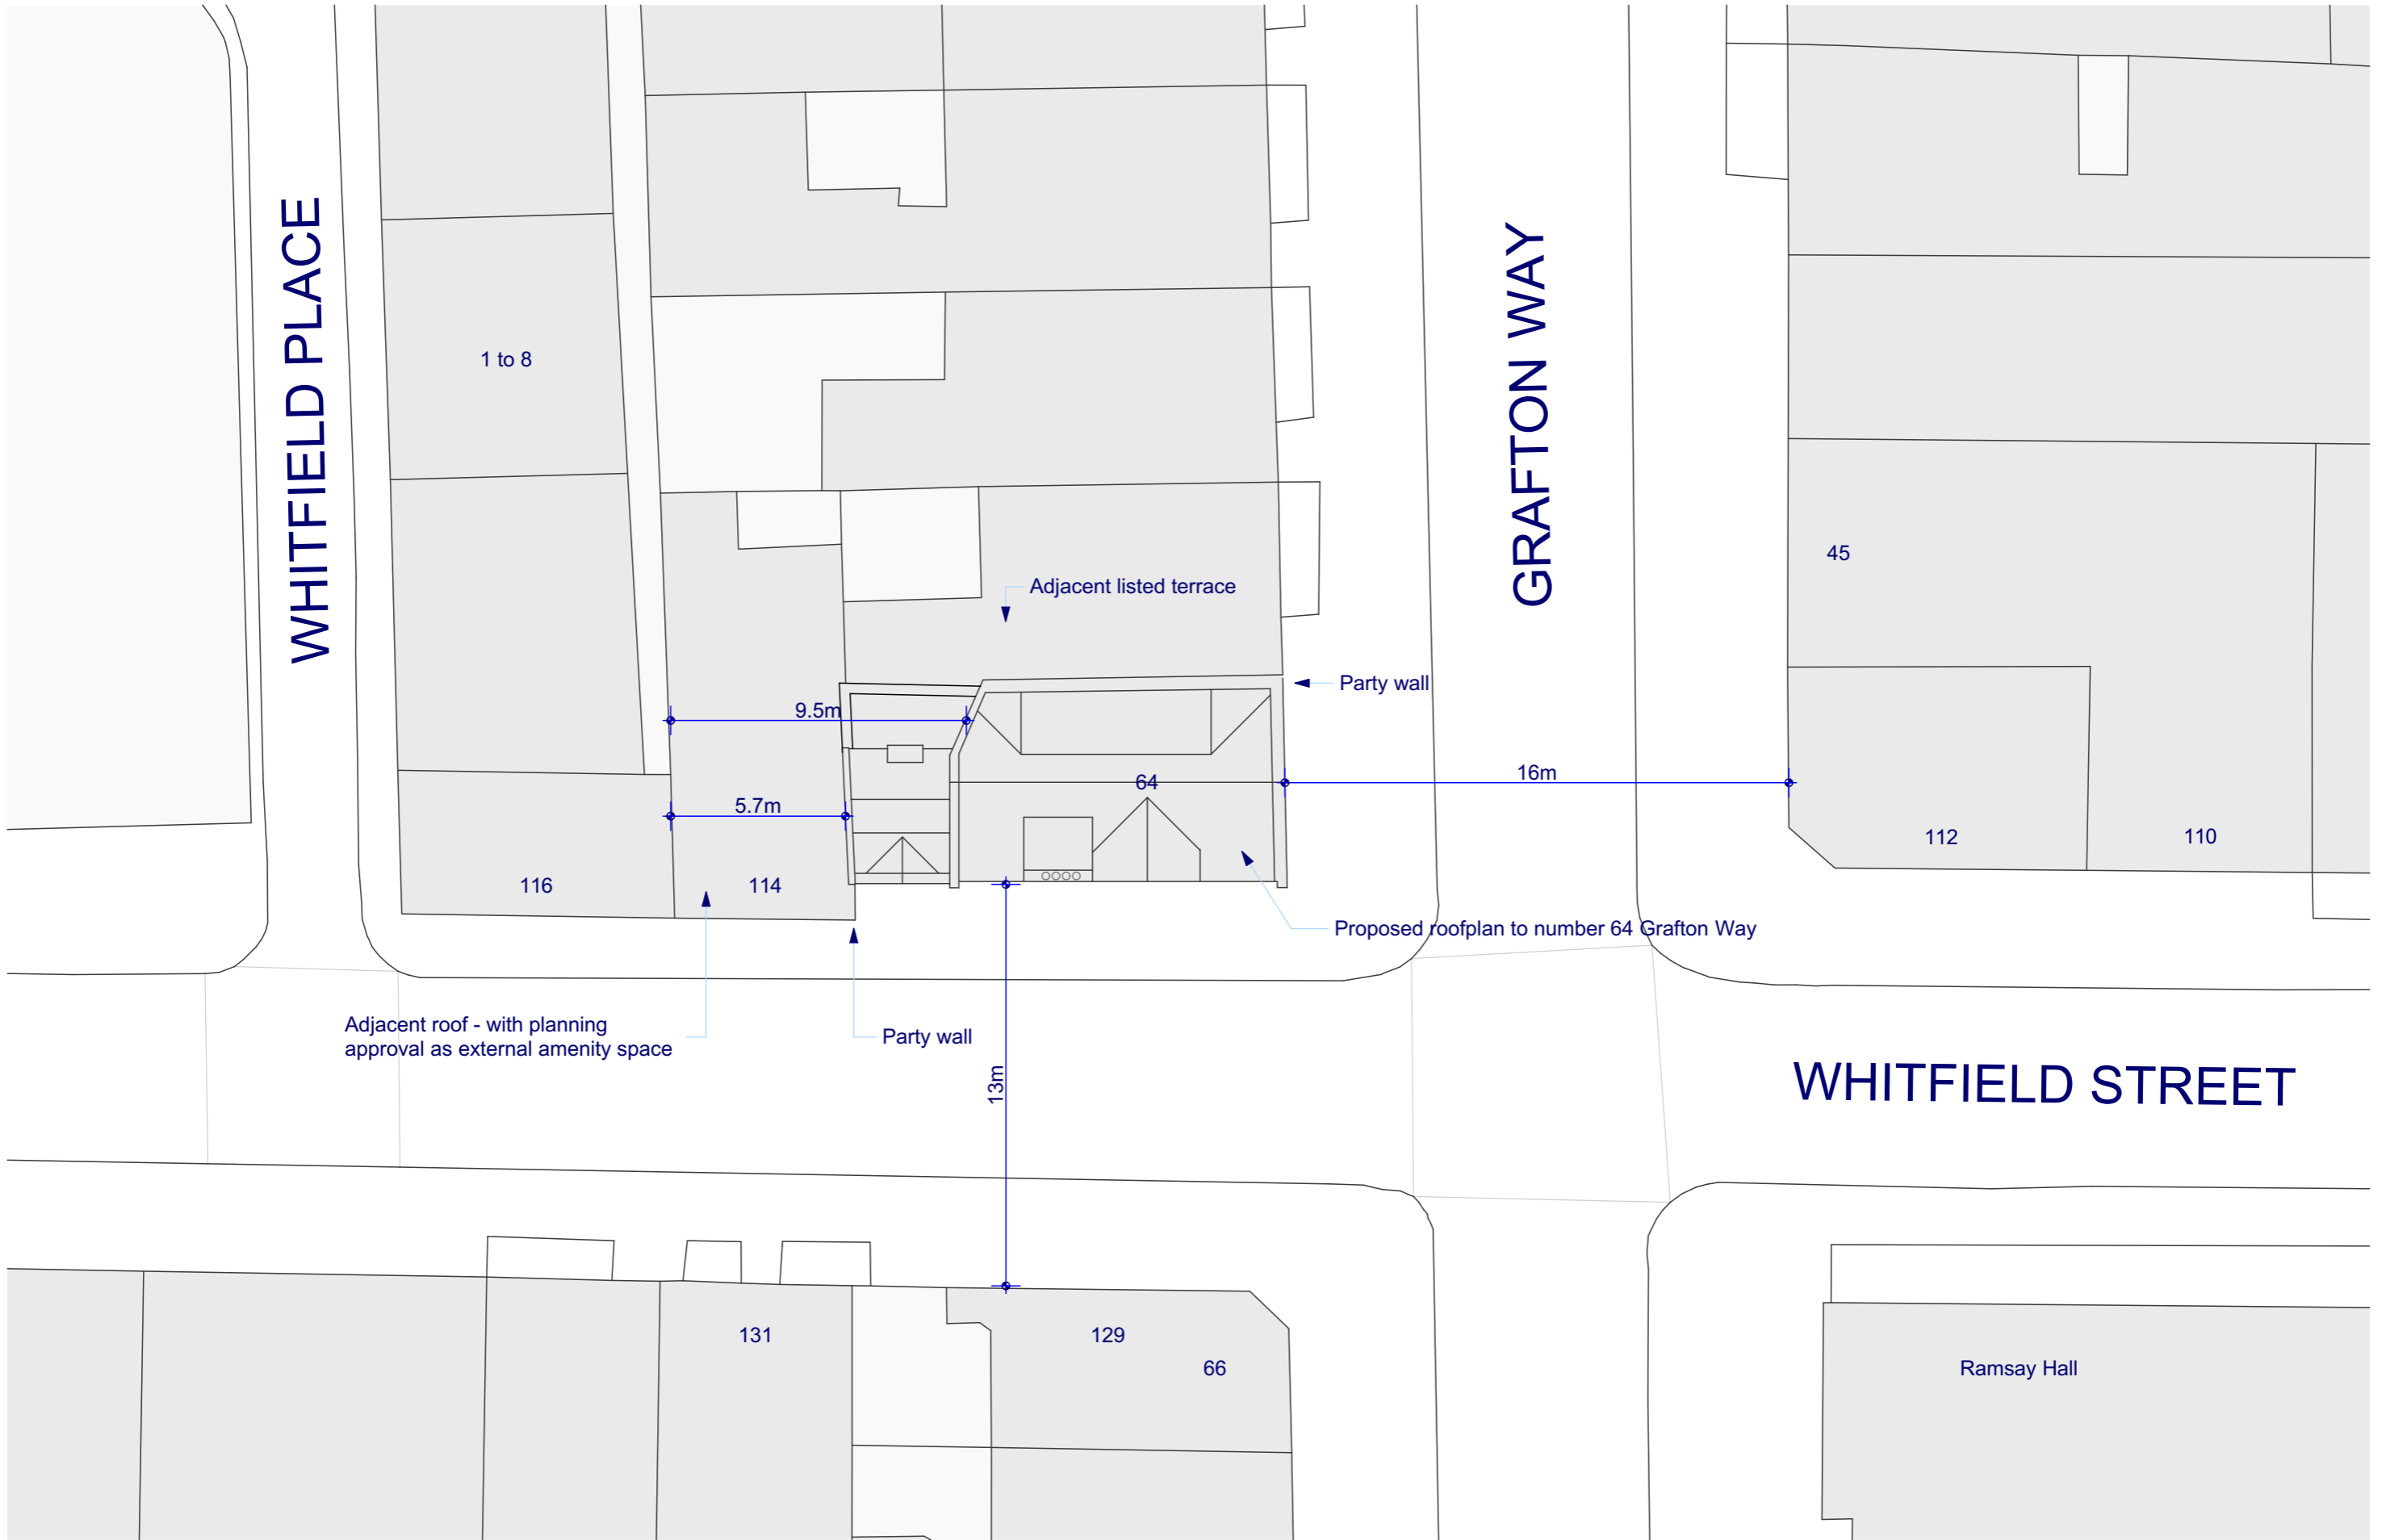 WHITFIELD PLACE
GRAFTON WAY
1 to 8
45
Adjacent listed terrace
Party wall
9.5m
16m
64
5.7m
112
110
116
114
Proposed roofplan to number 64 Grafton Way
Adjacent roof - with planning
approval as external amenity space
Party wall
13m
WHITFIELD STREET
131
129
66
Ramsay Hall